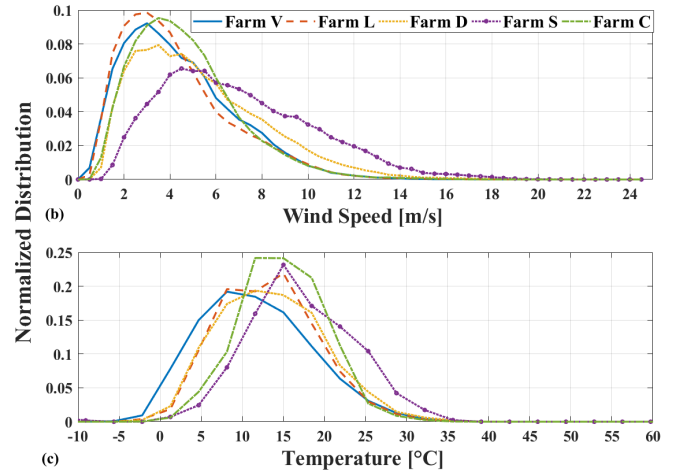 0.1
Farm V Farm L Farm D Farm S Farm C
0.08
0.06
0.04
0.02
0
0 2 4 6 8 10 12 14 16 18 20 22 24
(b)
Wind Speed [m/s]
Normalized Distribution
0.25
0.2
0.15
0.1
0.05
0
-10 -5 0 5 10 15 20 25 30 35 40 45 50 55 60
(c)
Temperature [°C]